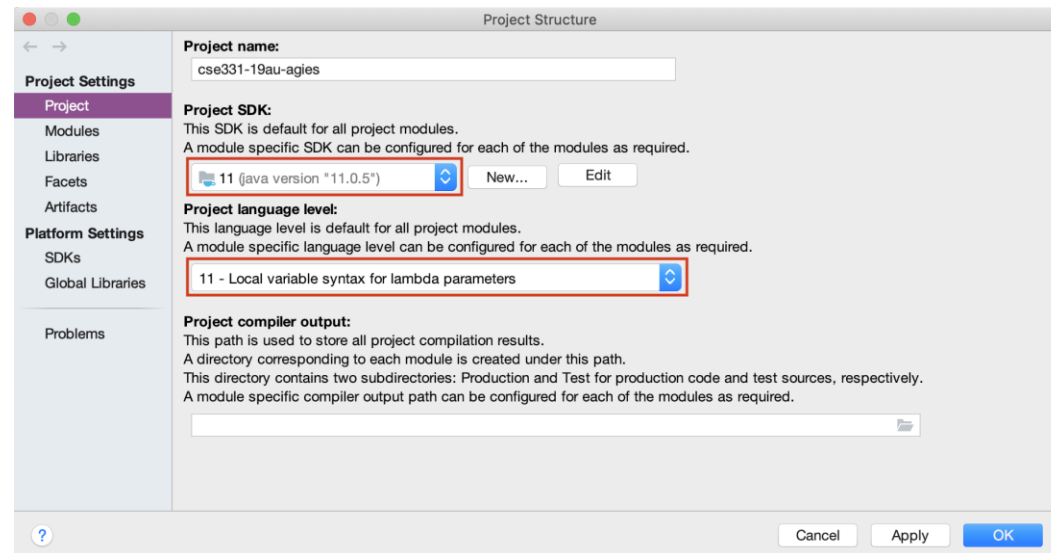 Project Structure
Project Settings
Project
Modules
Libraries
Facets
Artifacts
Platform Settings
SDKs
Global Libraries
Problems
Project name:
cse331-19au-agies
Project SDK:
This SDK is default for all project modules.
A module specific SDK can be configured for each of the modules as required.
11 (java version "11.0.5") New... Edit
Project language level:
This language level is default for all project modules.
A module specific language level can be configured for each of the modules as required.
11 - Local variable syntax for lambda parameters
Project compiler output:
This path is used to store all project compilation results.
A directory corresponding to each module is created under this path.
This directory contains two subdirectories: Production and Test for production code and test sources, respectively.
A module specific compiler output path can be configured for each of the modules as required.
? Cancel Apply OK